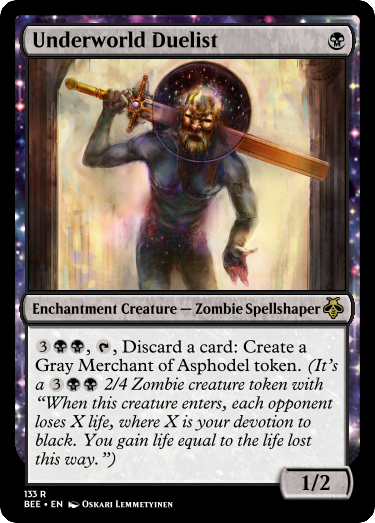 Underworld Duelist
Enchantment Creature — Zombie Spellshaper
3, Discard a card: Create a
Gray Merchant of Asphodel token. (It's
a 3 2/4 Zombie creature token with
“When this creature enters, each opponent
loses X life, where X is your devotion to
black. You gain life equal to the life lost
this way.”)
1/2
133 R
BEE • EN Oskari Lemmetyinen